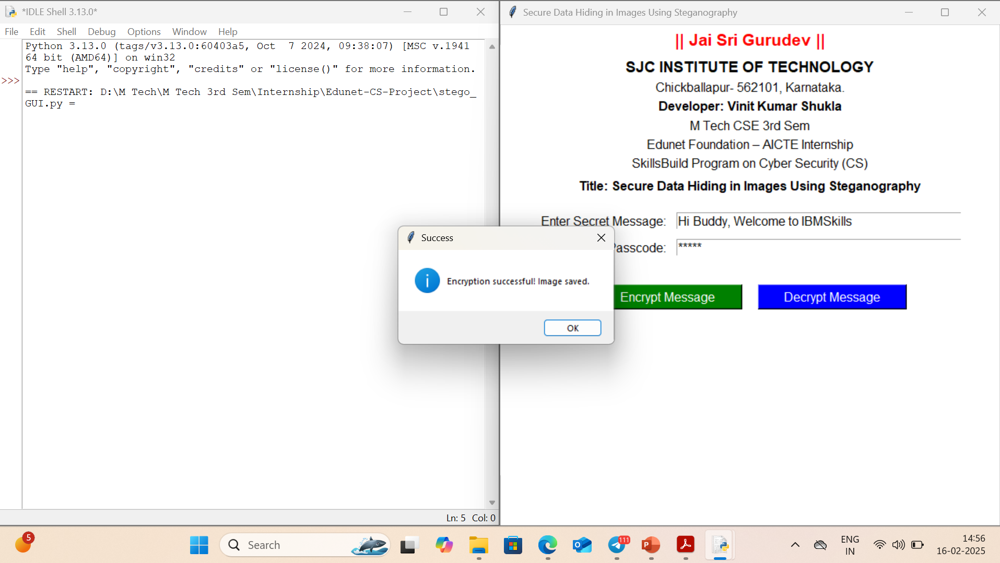 *IDLE Shell 3.13.0*
File Edit Shell Debug Options Window Help
Python 3.13.0 (tags/v3.13.0:60403a5, Oct  7 2024, 09:38:07) [MSC v.1941
64 bit (AMD64)] on win32
Type "help", "copyright", "credits" or "license()" for more information.
>>>
== RESTART: D:\M Tech\M Tech 3rd Sem\Internship\Edunet-CS-Project\stego_
GUI.py =
Ln: 5 Col: 0
Secure Data Hiding in Images Using Steganography
|| Jai Sri Gurudev ||
SJC INSTITUTE OF TECHNOLOGY
Chickballapur- 562101, Karnataka.
Developer: Vinit Kumar Shukla
M Tech CSE 3rd Sem
Edunet Foundation – AICTE Internship
SkillsBuild Program on Cyber Security (CS)
Title: Secure Data Hiding in Images Using Steganography
Enter Secret Message: Hi Buddy, Welcome to IBMSkills
Passcode: *****
Encrypt Message Decrypt Message
Success
Encryption successful! Image saved.
OK
5
Search
111
ENG
IN
14:56
16-02-2025